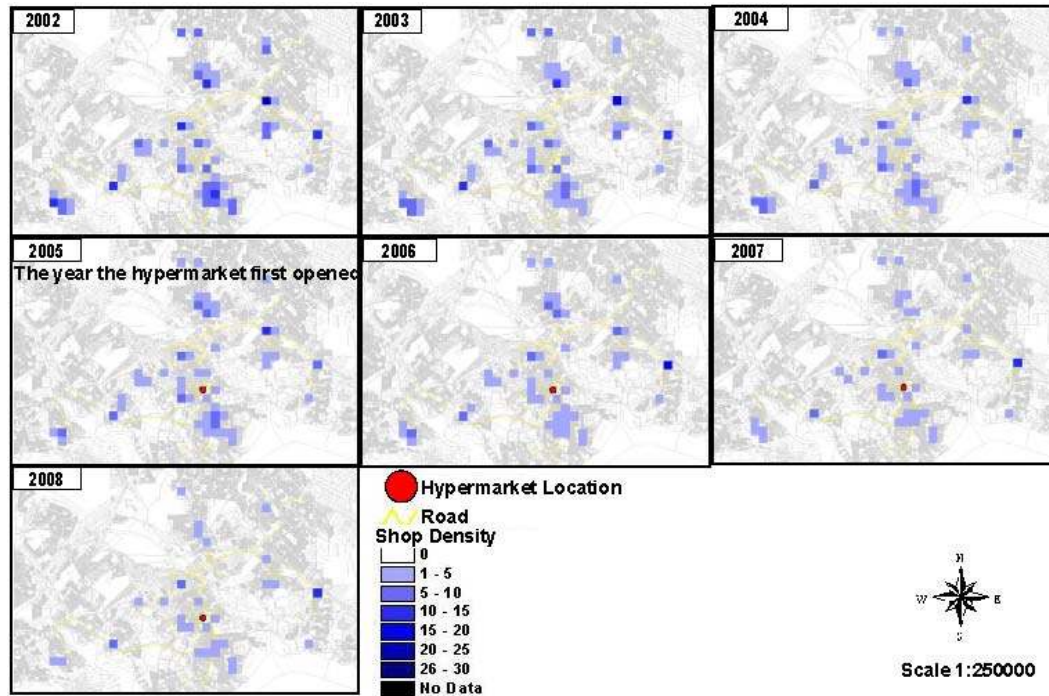 2002
2003
2004
2005
The year the hypermarket first opened
2006
2007
2008
Hypermarket Location
Road
Shop Density
0
1 - 5
5 - 10
10 - 15
15 - 20
20 - 25
26 - 30
No Data
N
W E
S
Scale 1:250000